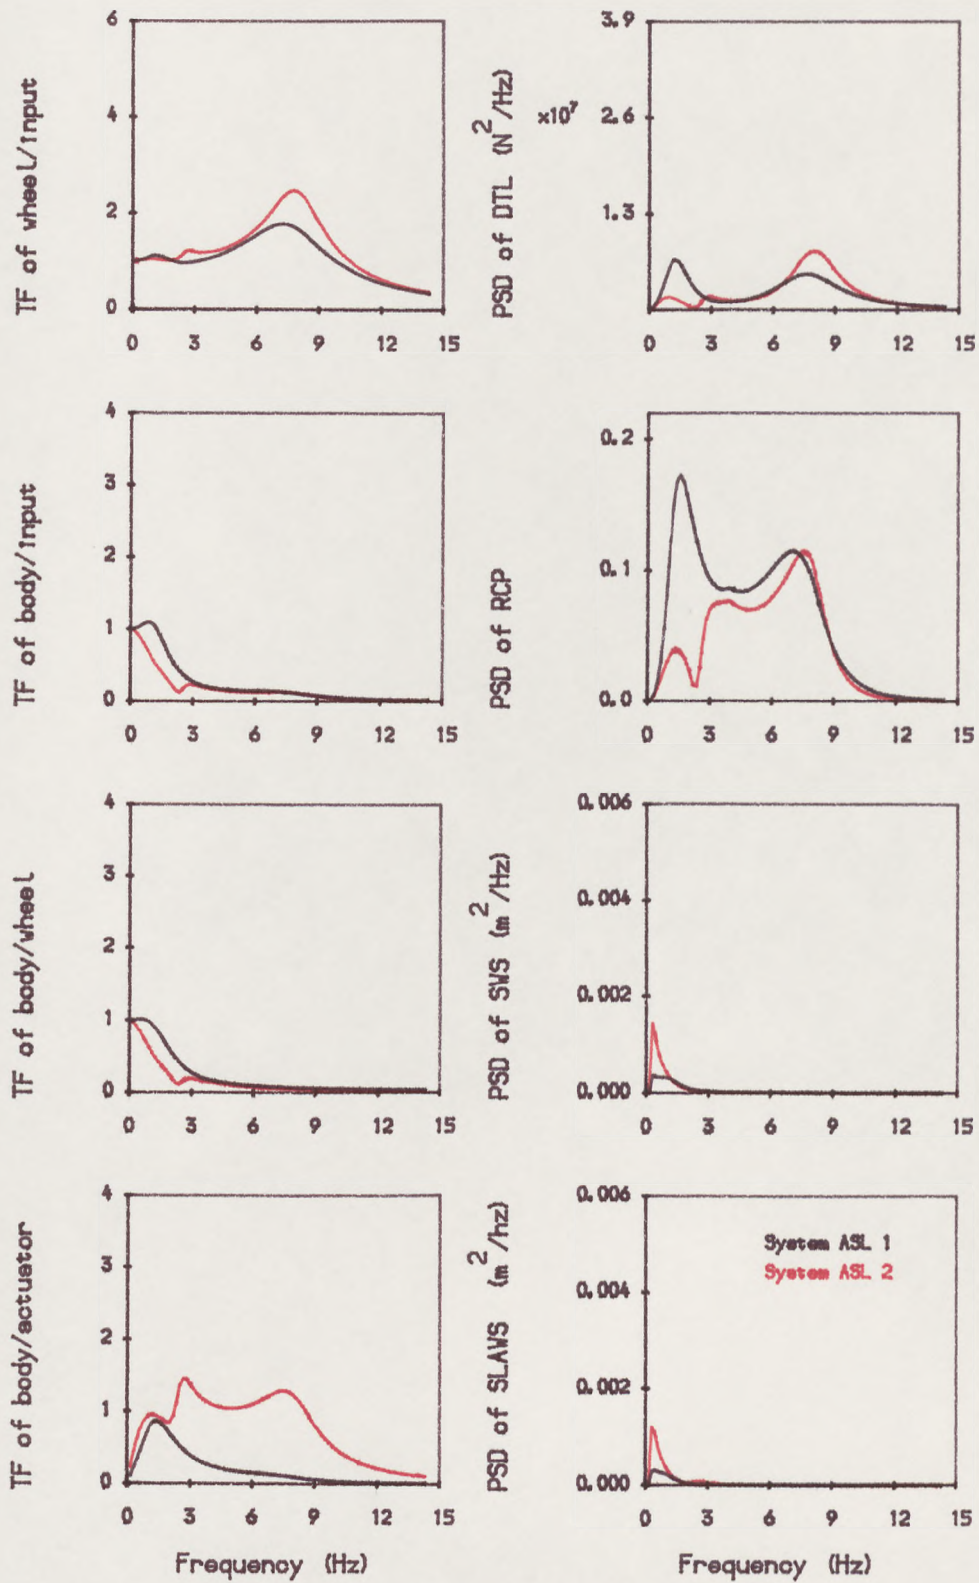 TF of wheel/input
6
4
2
0
0 3 6 9 12 15
PSD of DTL (N²/Hz)
×10⁷
3.9
2.6
1.3
0
0 3 6 9 12 15
TF of body/input
4
3
2
1
0
0 3 6 9 12 15
PSD of RCP
0.2
0.1
0.0
0 3 6 9 12 15
TF of body/wheel
4
3
2
1
0
0 3 6 9 12 15
PSD of SWS (m²/Hz)
0.006
0.004
0.002
0.000
0 3 6 9 12 15
TF of body/actuator
4
3
2
1
0
0 3 6 9 12 15
Frequency (Hz)
PSD of SLAWS (m²/hz)
0.006
0.004
0.002
0.000
System ASL 1
System ASL 2
0 3 6 9 12 15
Frequency (Hz)